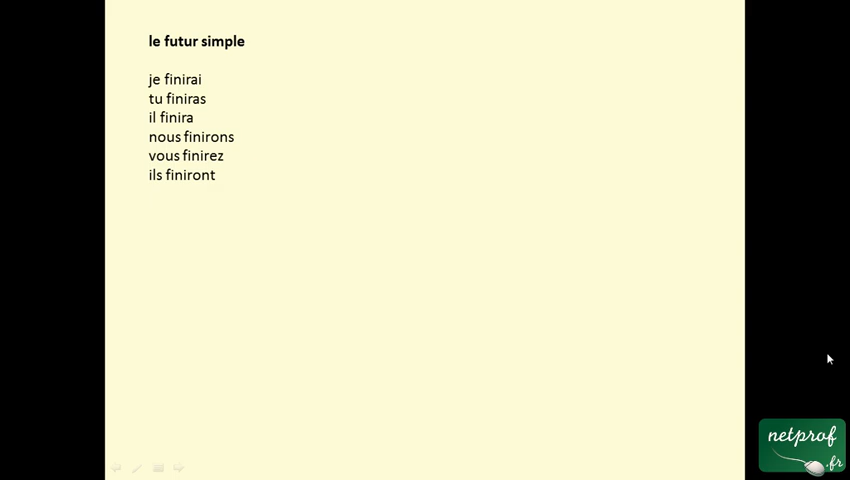 le futur simple
je finirai
tu finiras
il finira
nous finirons
vous finirez
ils finiront
netprof
.fr